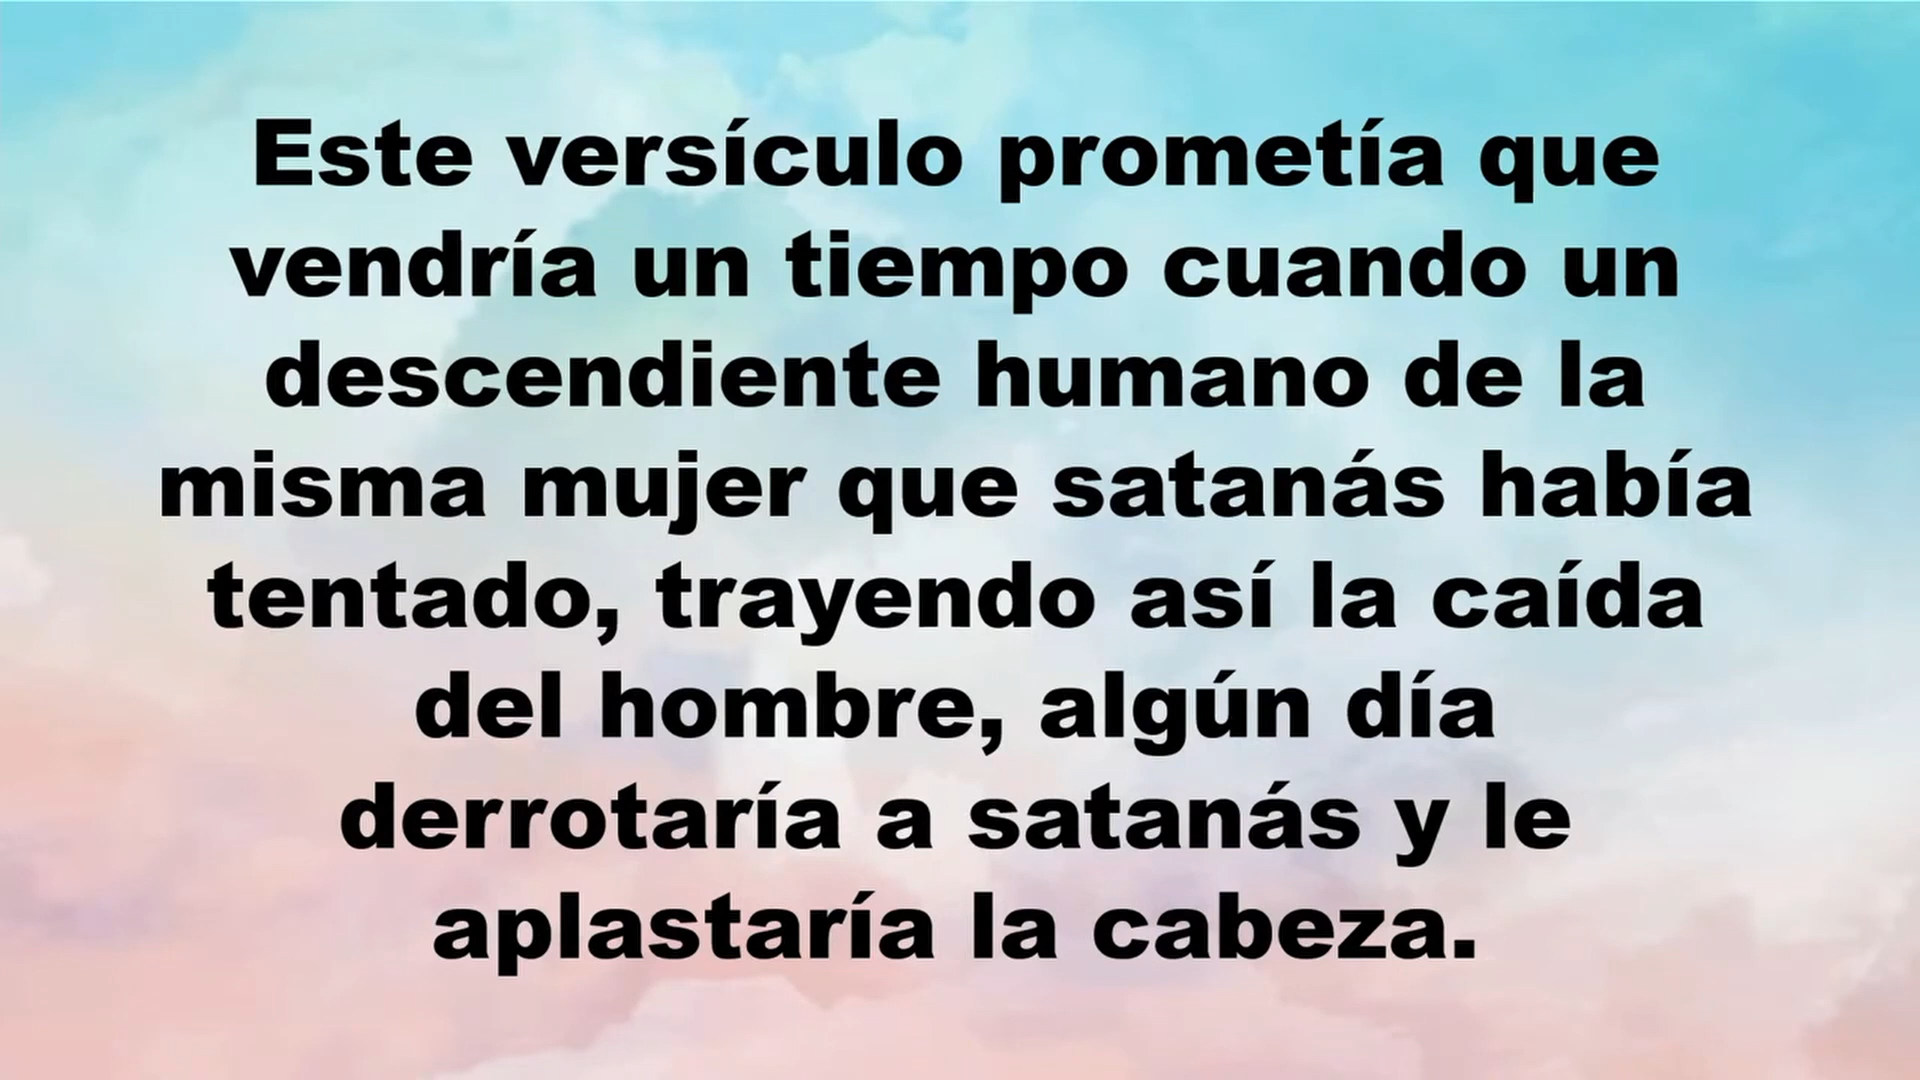 Este versículo prometía que
vendría un tiempo cuando un
descendiente humano de la
misma mujer que satanás había
tentado, trayendo así la caída
del hombre, algún día
derrotaría a satanás y le
aplastaría la cabeza.